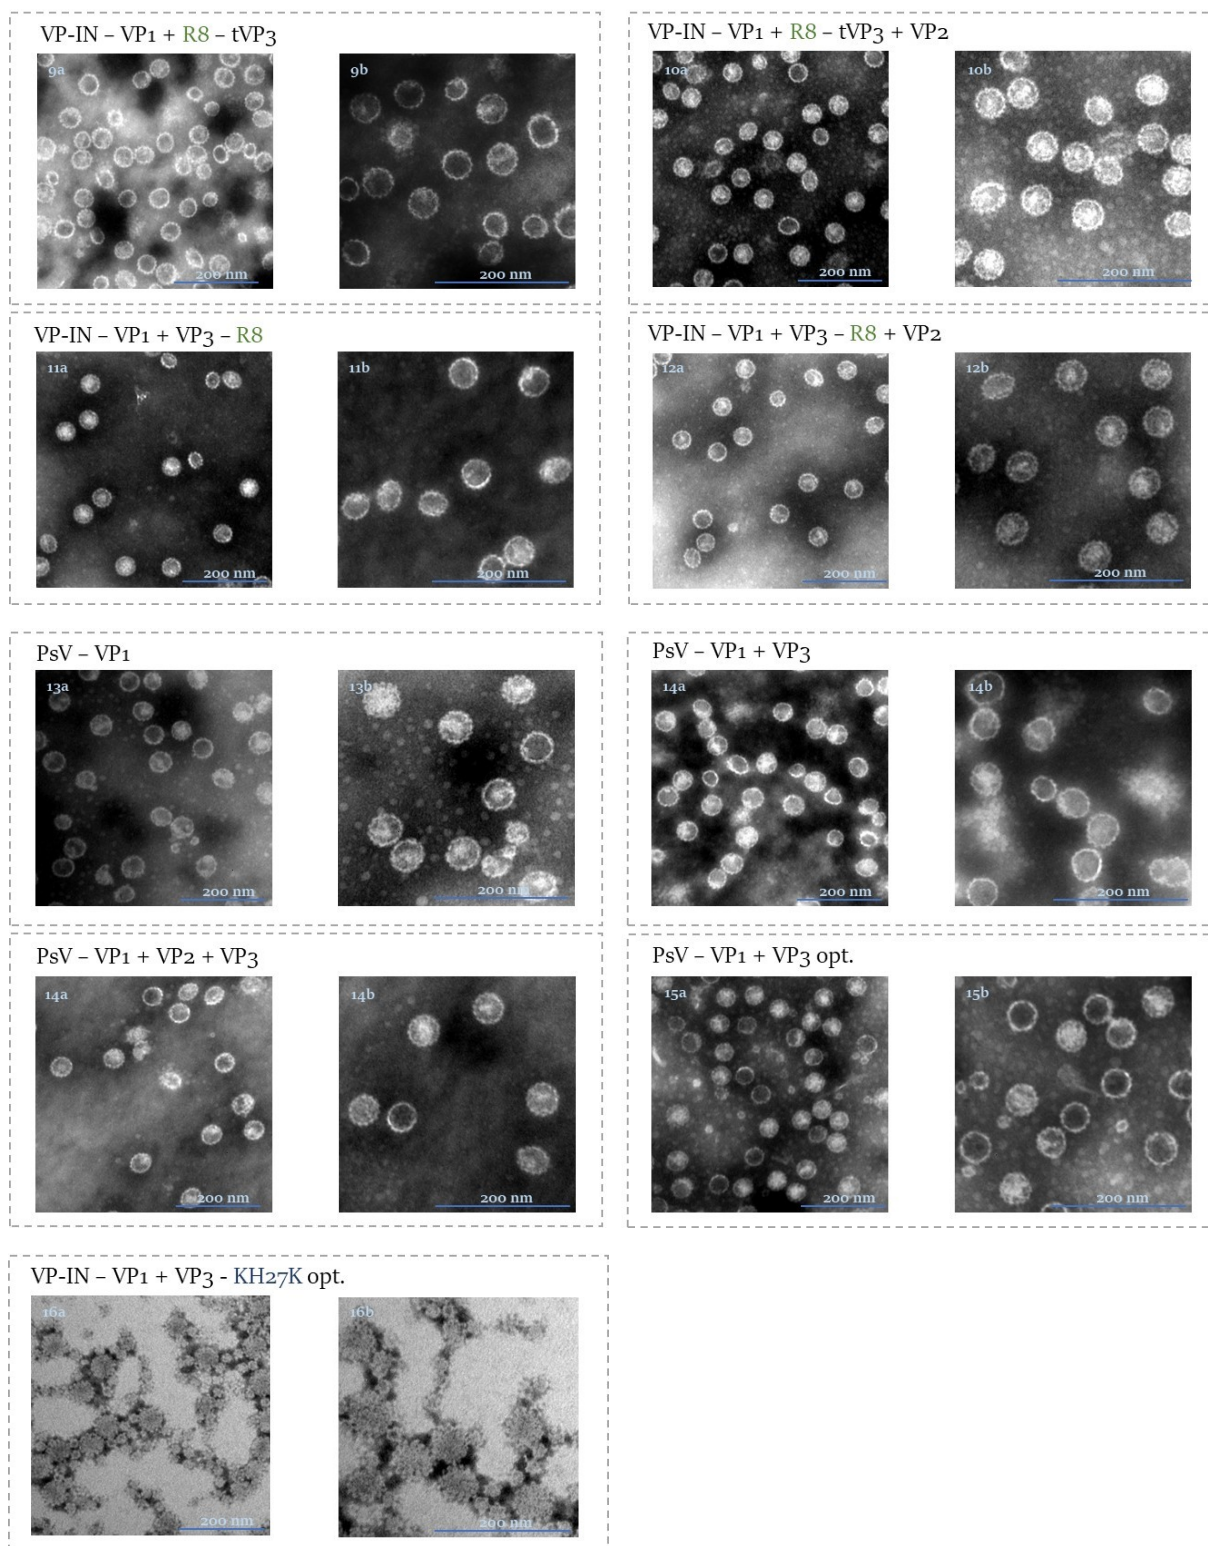 VP-IN – VP1 + R8 – tVP3
9a
9b
200 nm
200 nm
VP-IN – VP1 + R8 – tVP3 + VP2
10a
10b
200 nm
200 nm
VP-IN – VP1 + VP3 – R8
11a
11b
200 nm
200 nm
VP-IN – VP1 + VP3 – R8 + VP2
12a
12b
200 nm
200 nm
PsV – VP1
13a
13b
200 nm
200 nm
PsV – VP1 + VP3
14a
14b
200 nm
200 nm
PsV – VP1 + VP2 + VP3
14a
14b
200 nm
200 nm
PsV – VP1 + VP3 opt.
15a
15b
200 nm
200 nm
VP-IN – VP1 + VP3 - KH27K opt.
16a
16b
200 nm
200 nm